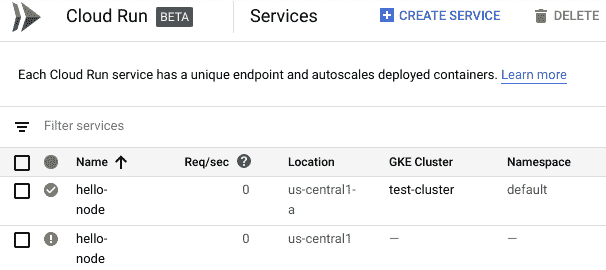 Cloud Run BETA Services CREATE SERVICE DELETE
Each Cloud Run service has a unique endpoint and autoscales deployed containers. Learn more
Filter services
Name Req/sec ? Location GKE Cluster Namespace
hello- 0 us-central1- test-cluster default
node a
hello- 0 us-central1 — —
node